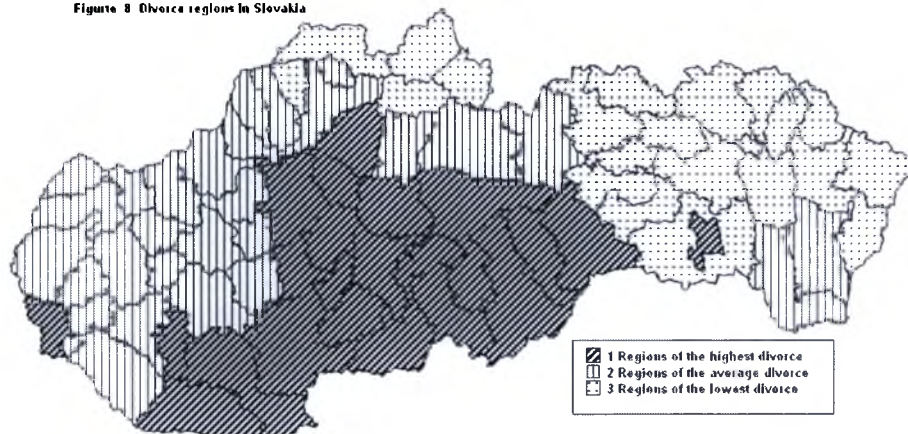 Figure 8 Divorce regions in Slovakia
1 Regions of the highest divorce
2 Regions of the average divorce
3 Regions of the lowest divorce